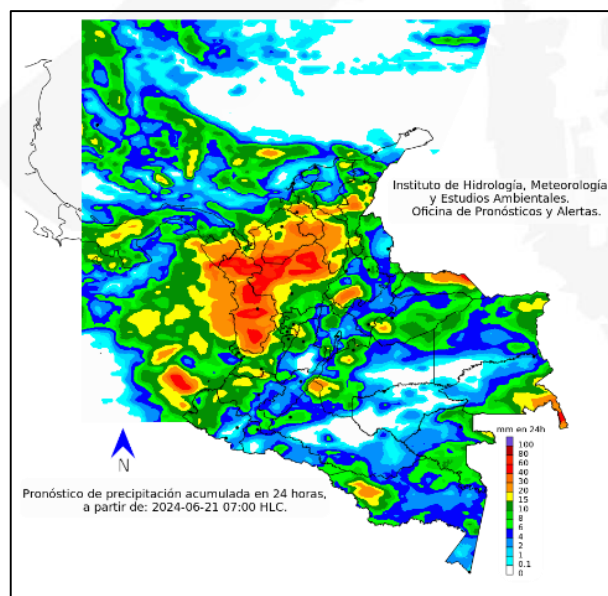 Instituto de Hidrología, Meteorología
y Estudios Ambientales.
Oficina de Pronósticos y Alertas.
mm en 24h
100
80
60
40
30
20
15
10
8
6
4
2
1
0.1
0
N
Pronóstico de precipitación acumulada en 24 horas,
a partir de: 2024-06-21 07:00 HLC.